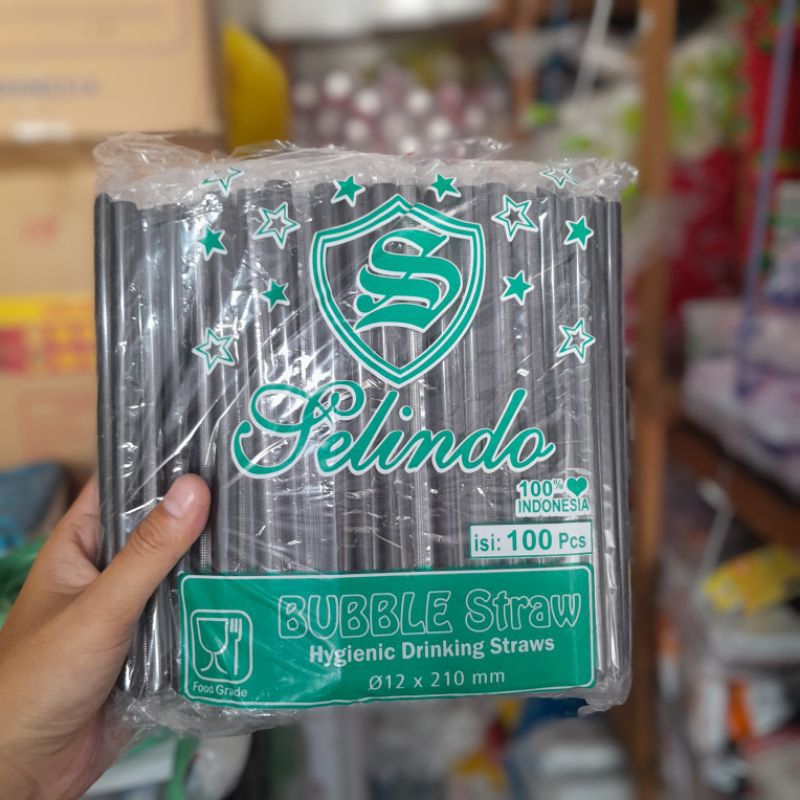 S
Selindo
100%
INDONESIA
isi: 100 Pcs
BUBBLE Straw
Hygienic Drinking Straws
Ø12 x 210 mm
Food Grade